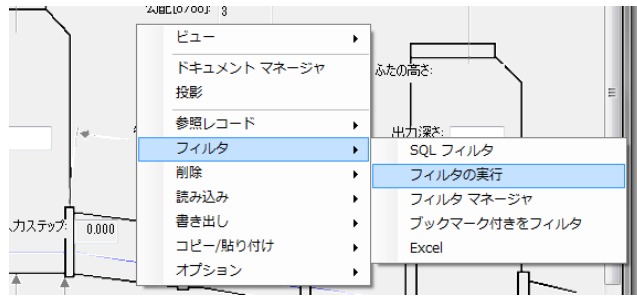 勾配[o/oo]: 3
ビュー
ドキュメント マネージャ
ふたの高さ:
投影
参照レコード
出力深さ:
フィルタ
SQL フィルタ
削除
フィルタの実行
読み込み
フィルタ マネージャ
書き出し
ブックマーク付きをフィルタ
力ステップ: 0.000
コピー/貼り付け
Excel
オプション